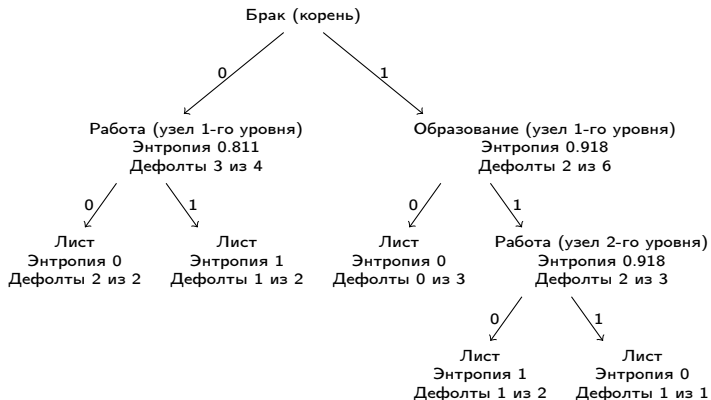 Брак (корень)
0
1
Работа (узел 1-го уровня)
Энтропия 0.811
Дефолты 3 из 4
Образование (узел 1-го уровня)
Энтропия 0.918
Дефолты 2 из 6
0
1
0
1
Лист
Энтропия 0
Дефолты 2 из 2
Лист
Энтропия 1
Дефолты 1 из 2
Лист
Энтропия 0
Дефолты 0 из 3
Работа (узел 2-го уровня)
Энтропия 0.918
Дефолты 2 из 3
0
1
Лист
Энтропия 1
Дефолты 1 из 2
Лист
Энтропия 0
Дефолты 1 из 1